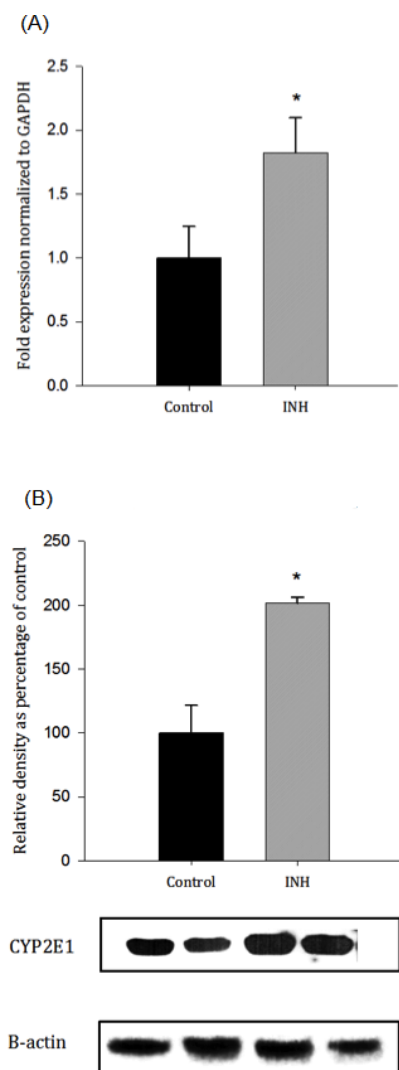 (A)
Fold expression normalized to GAPDH
2.5
*
2.0
1.5
1.0
0.5
0.0
Control INH
(B)
Relative density as percentage of control
250
*
200
150
100
50
0
Control INH
CYP2E1
B-actin